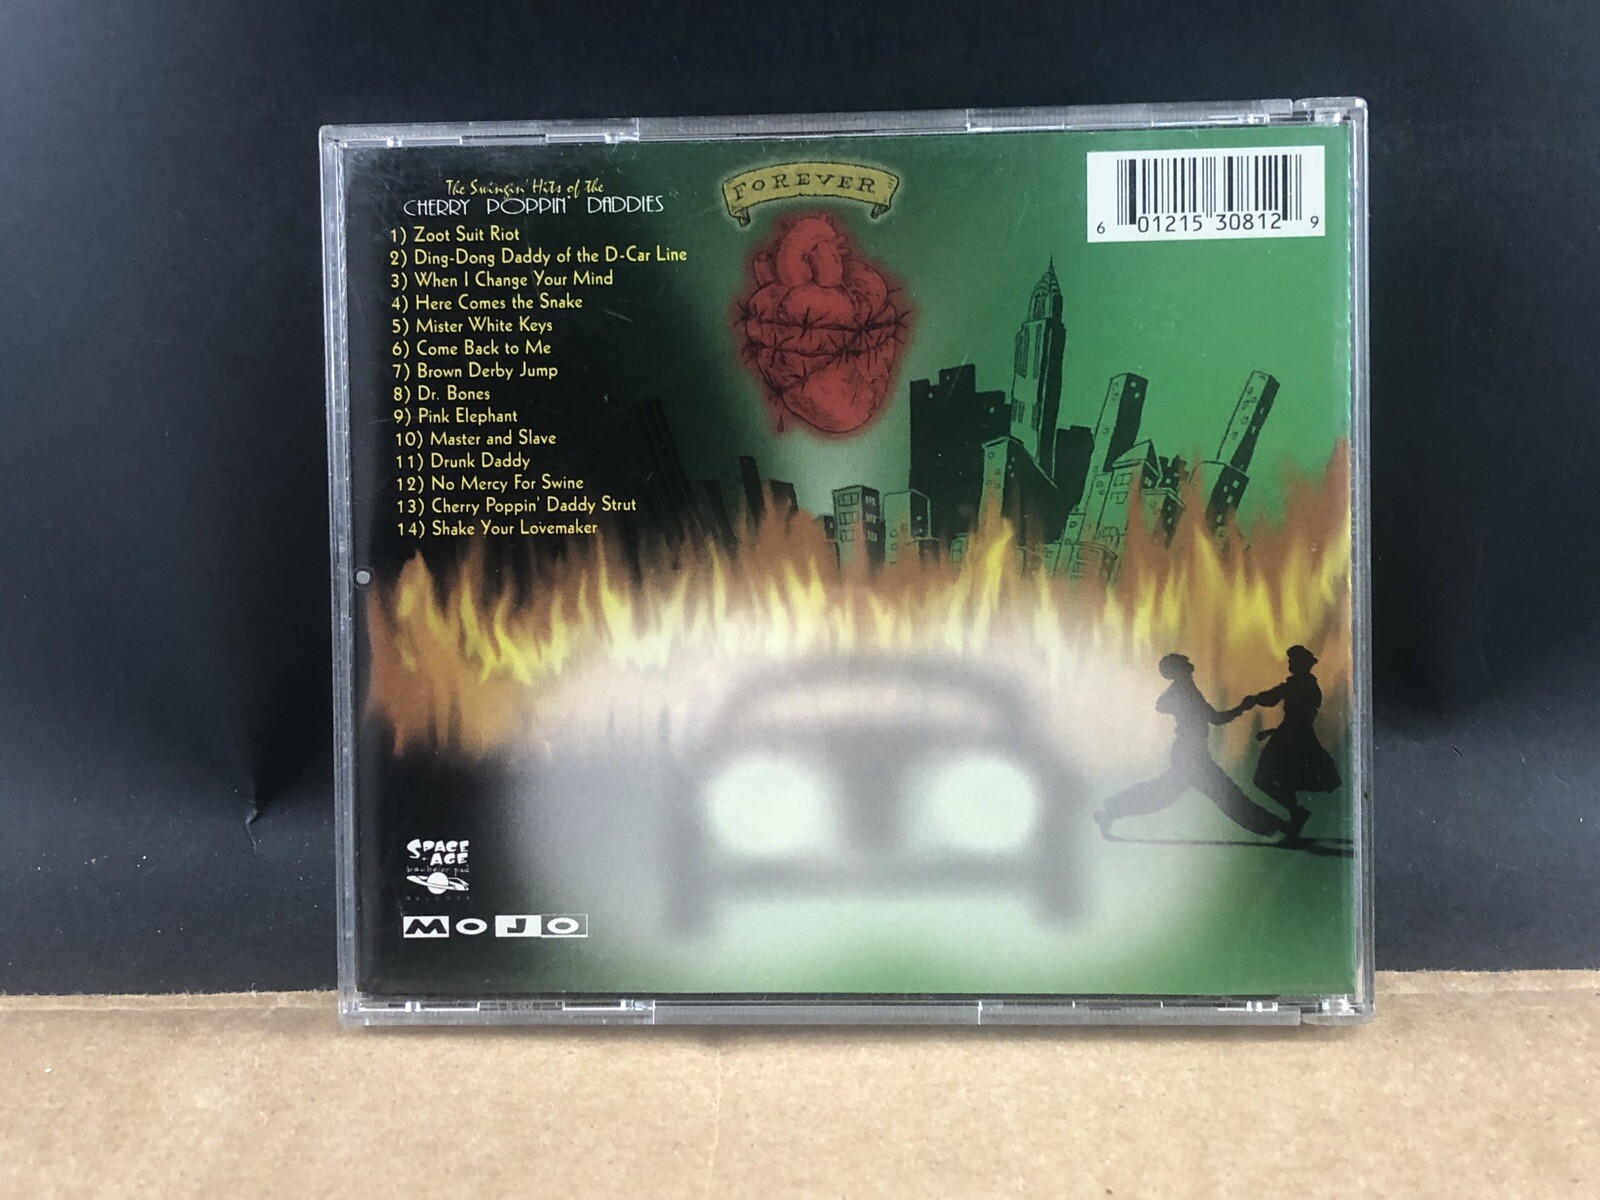 The Swingin' Hits of the
CHERRY POPPIN' DADDIES
1) Zoot Suit Riot
2) Ding-Dong Daddy of the D-Car Line
3) When I Change Your Mind
4) Here Comes the Snake
5) Mister White Keys
6) Come Back to Me
7) Brown Derby Jump
8) Dr. Bones
9) Pink Elephant
10) Master and Slave
11) Drunk Daddy
12) No Mercy For Swine
13) Cherry Poppin' Daddy Strut
14) Shake Your Lovemaker
FOREVER
6 01215 30812 9
SPACE
AGE
bachelor pad
RECORDS
MOJO